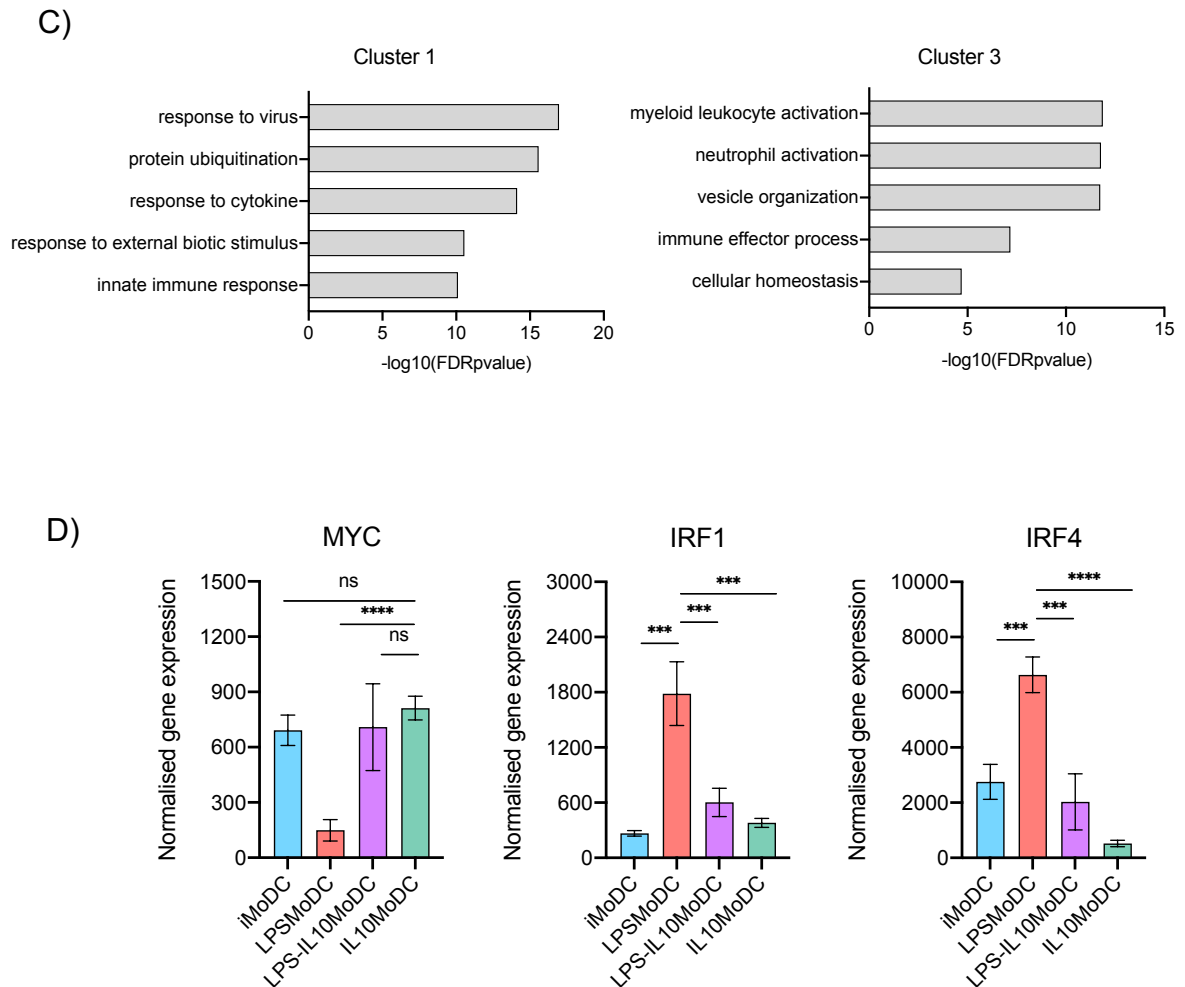 C)
Cluster 1
response to virus
protein ubiquitination
response to cytokine
response to external biotic stimulus
innate immune response
0 5 10 15 20
-log10(FDRpvalue)
Cluster 3
myeloid leukocyte activation
neutrophil activation
vesicle organization
immune effector process
cellular homeostasis
0 5 10 15
-log10(FDRpvalue)
D)
MYC
Normalised gene expression
1500
1200
900
600
300
0
ns
****
ns
iMoDC
LPSMoDC
LPS-IL10MoDC
IL10MoDC
IRF1
Normalised gene expression
3000
2400
1800
1200
600
0
***
***
***
iMoDC
LPSMoDC
LPS-IL10MoDC
IL10MoDC
IRF4
Normalised gene expression
10000
8000
6000
4000
2000
0
****
***
***
iMoDC
LPSMoDC
LPS-IL10MoDC
IL10MoDC